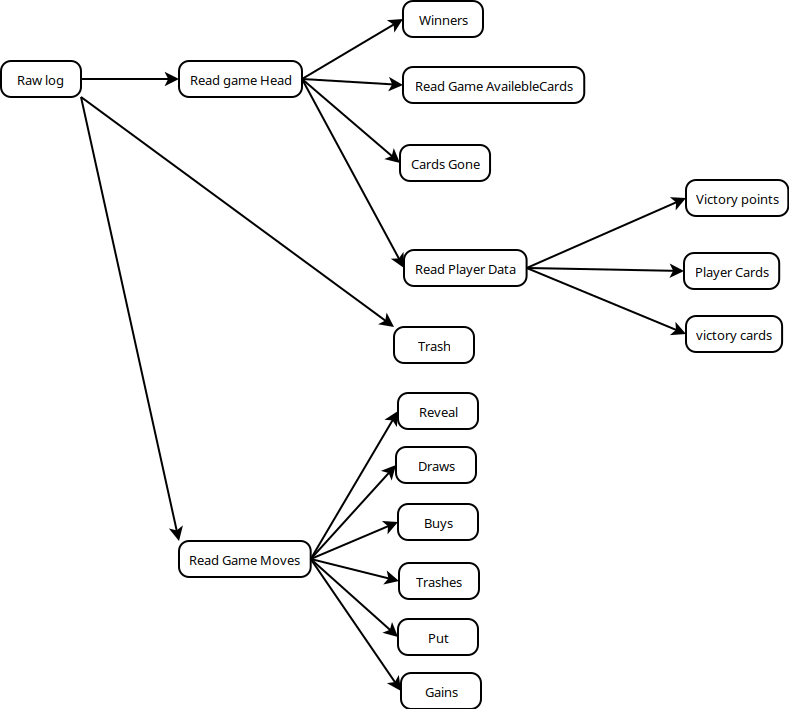 Winners
Raw log
Read game Head
Read Game AvailebleCards
Cards Gone
Victory points
Read Player Data
Player Cards
Trash
victory cards
Reveal
Draws
Buys
Read Game Moves
Trashes
Put
Gains